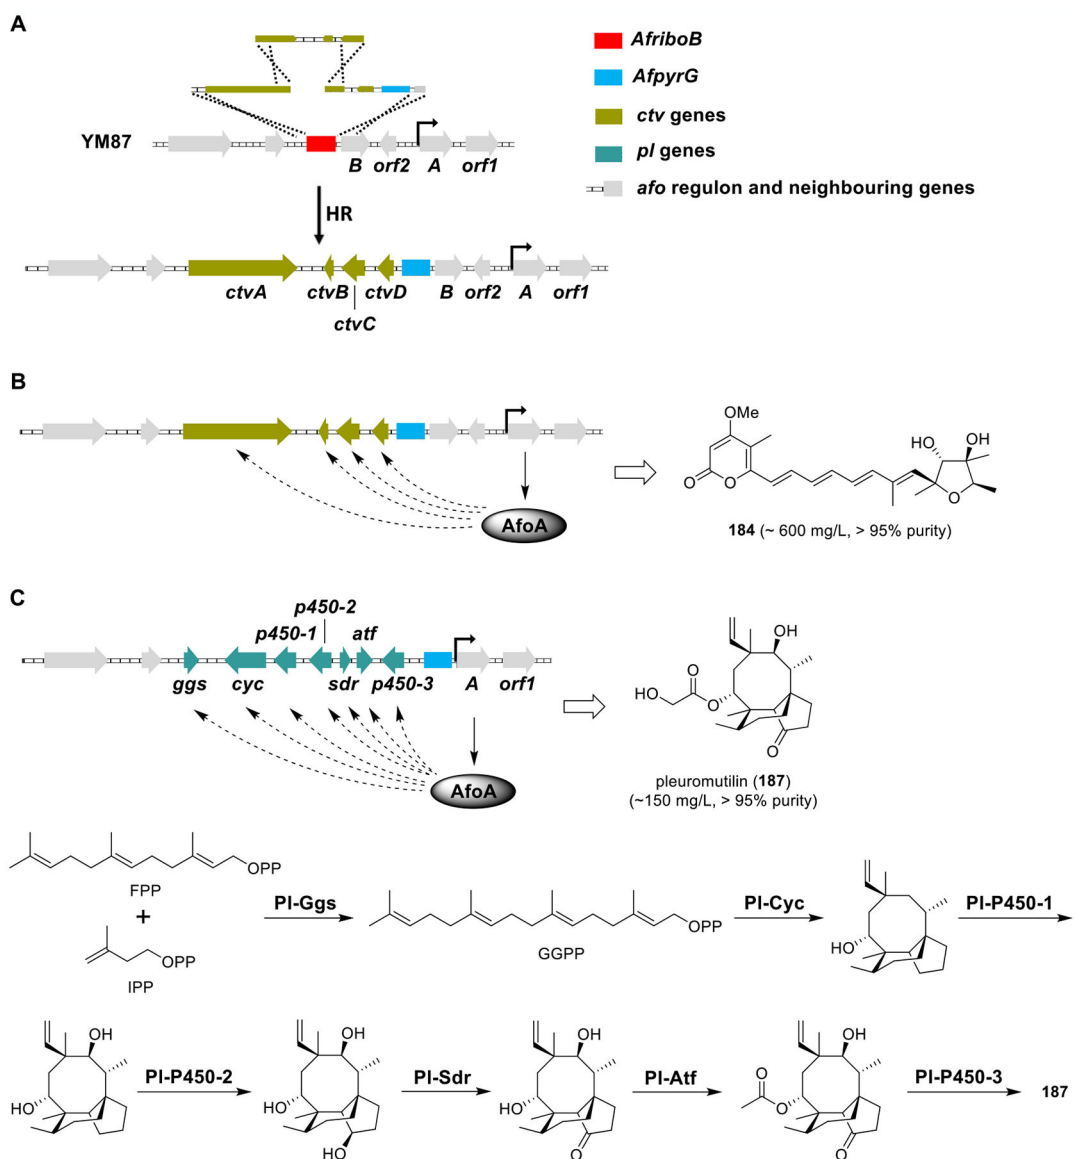 A
AfriboB
AfpyrG
ctv genes
pl genes
afo regulon and neighbouring genes
YM87
B orf2 A orf1
HR
ctvA ctvB ctvD B orf2 A orf1
ctvC
B
AfoA
OMe
O O
HO OH
O
184 (~ 600 mg/L, > 95% purity)
C
p450-2
p450-1 atf
ggs cyc sdr p450-3 A orf1
AfoA
OH
HO O
O
O
pleuromutilin (187)
(~150 mg/L, > 95% purity)
OPP
FPP
+
OPP
IPP
Pl-Ggs
OPP
GGPP
Pl-Cyc
HO
Pl-P450-1
OH
HO
Pl-P450-2
OH
HO
HO
Pl-Sdr
OH
HO
O
Pl-Atf
OH
O
O
O
Pl-P450-3
187